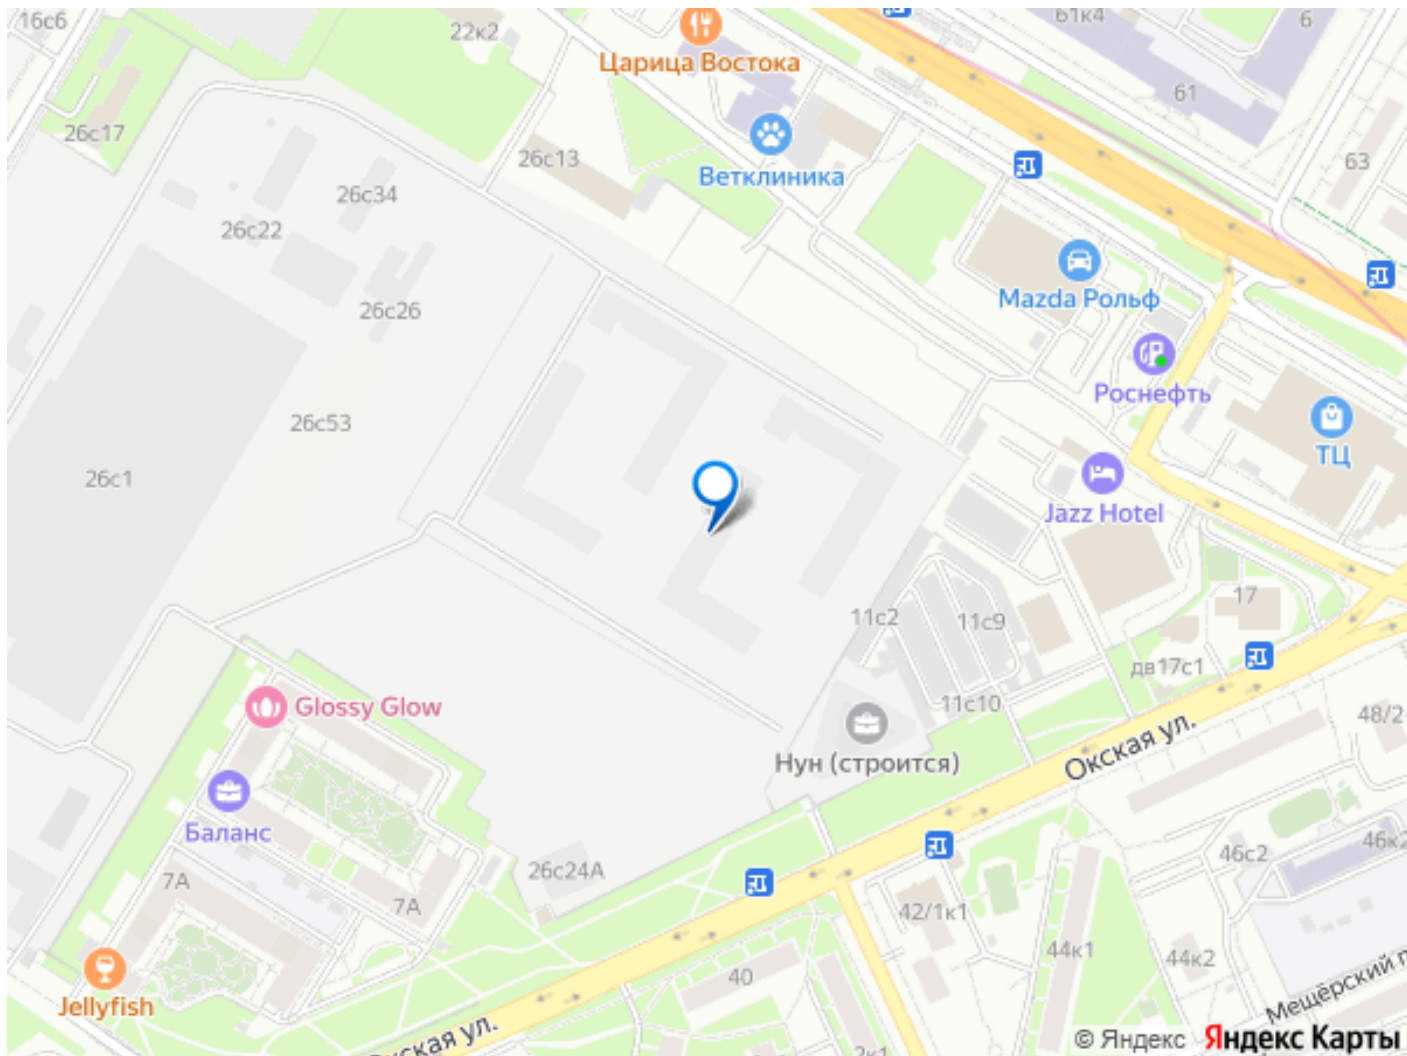 16с6
22к2
61к4
6
Царица Востока
61
26с17
26с13
63
Ветклиника
26с34
26с22
Mazda Рольф
26с26
Роснефть
26с53
ТЦ
26с1
Jazz Hotel
17
11с2
11с9
дв17с1
Glossy Glow
11с10
48/2
Окская ул.
Нун (строится)
Баланс
46к2
46с2
26с24А
7А
7А
42/1к1
44к1
44к2
40
Мещёрский п
Jellyfish
Окская ул.
2к1
© Яндекс Яндекс Карты